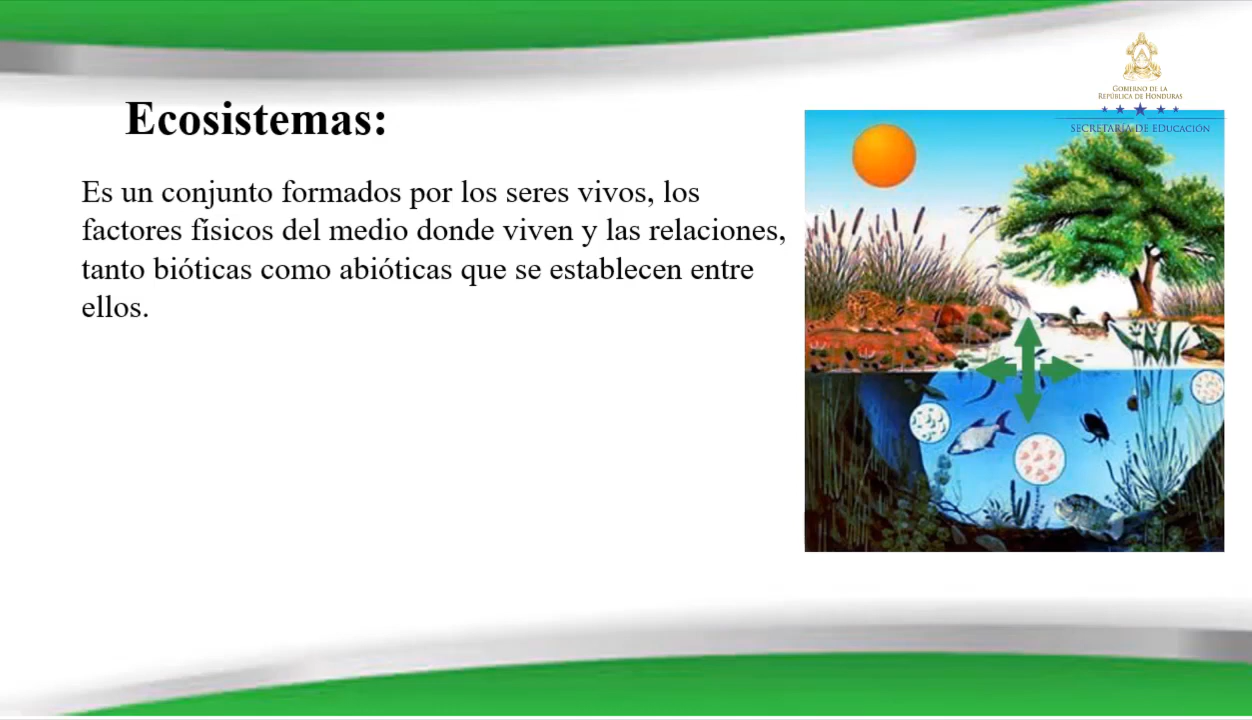 GOBIERNO DE LA
REPÚBLICA DE HONDURAS
SECRETARÍA DE EDUCACIÓN
Ecosistemas:
Es un conjunto formados por los seres vivos, los
factores físicos del medio donde viven y las relaciones,
tanto bióticas como abióticas que se establecen entre
ellos.